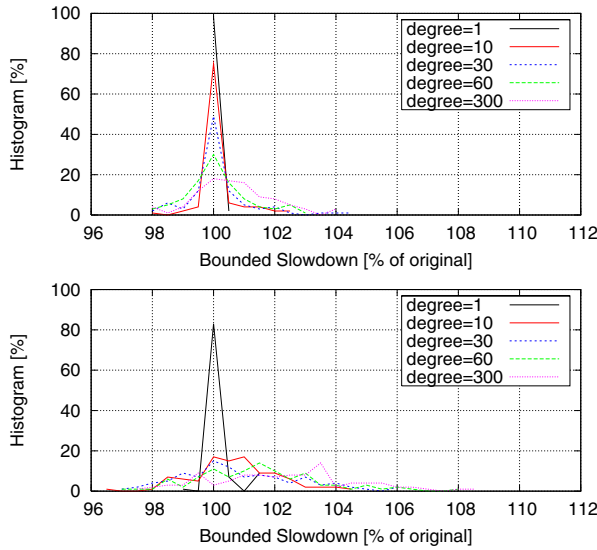 100
80
60
40
20
0
Histogram [%]
degree=1
degree=10
degree=30
degree=60
degree=300
96 98 100 102 104 106 108 110 112
Bounded Slowdown [% of original]
100
80
60
40
20
0
Histogram [%]
degree=1
degree=10
degree=30
degree=60
degree=300
96 98 100 102 104 106 108 110 112
Bounded Slowdown [% of original]